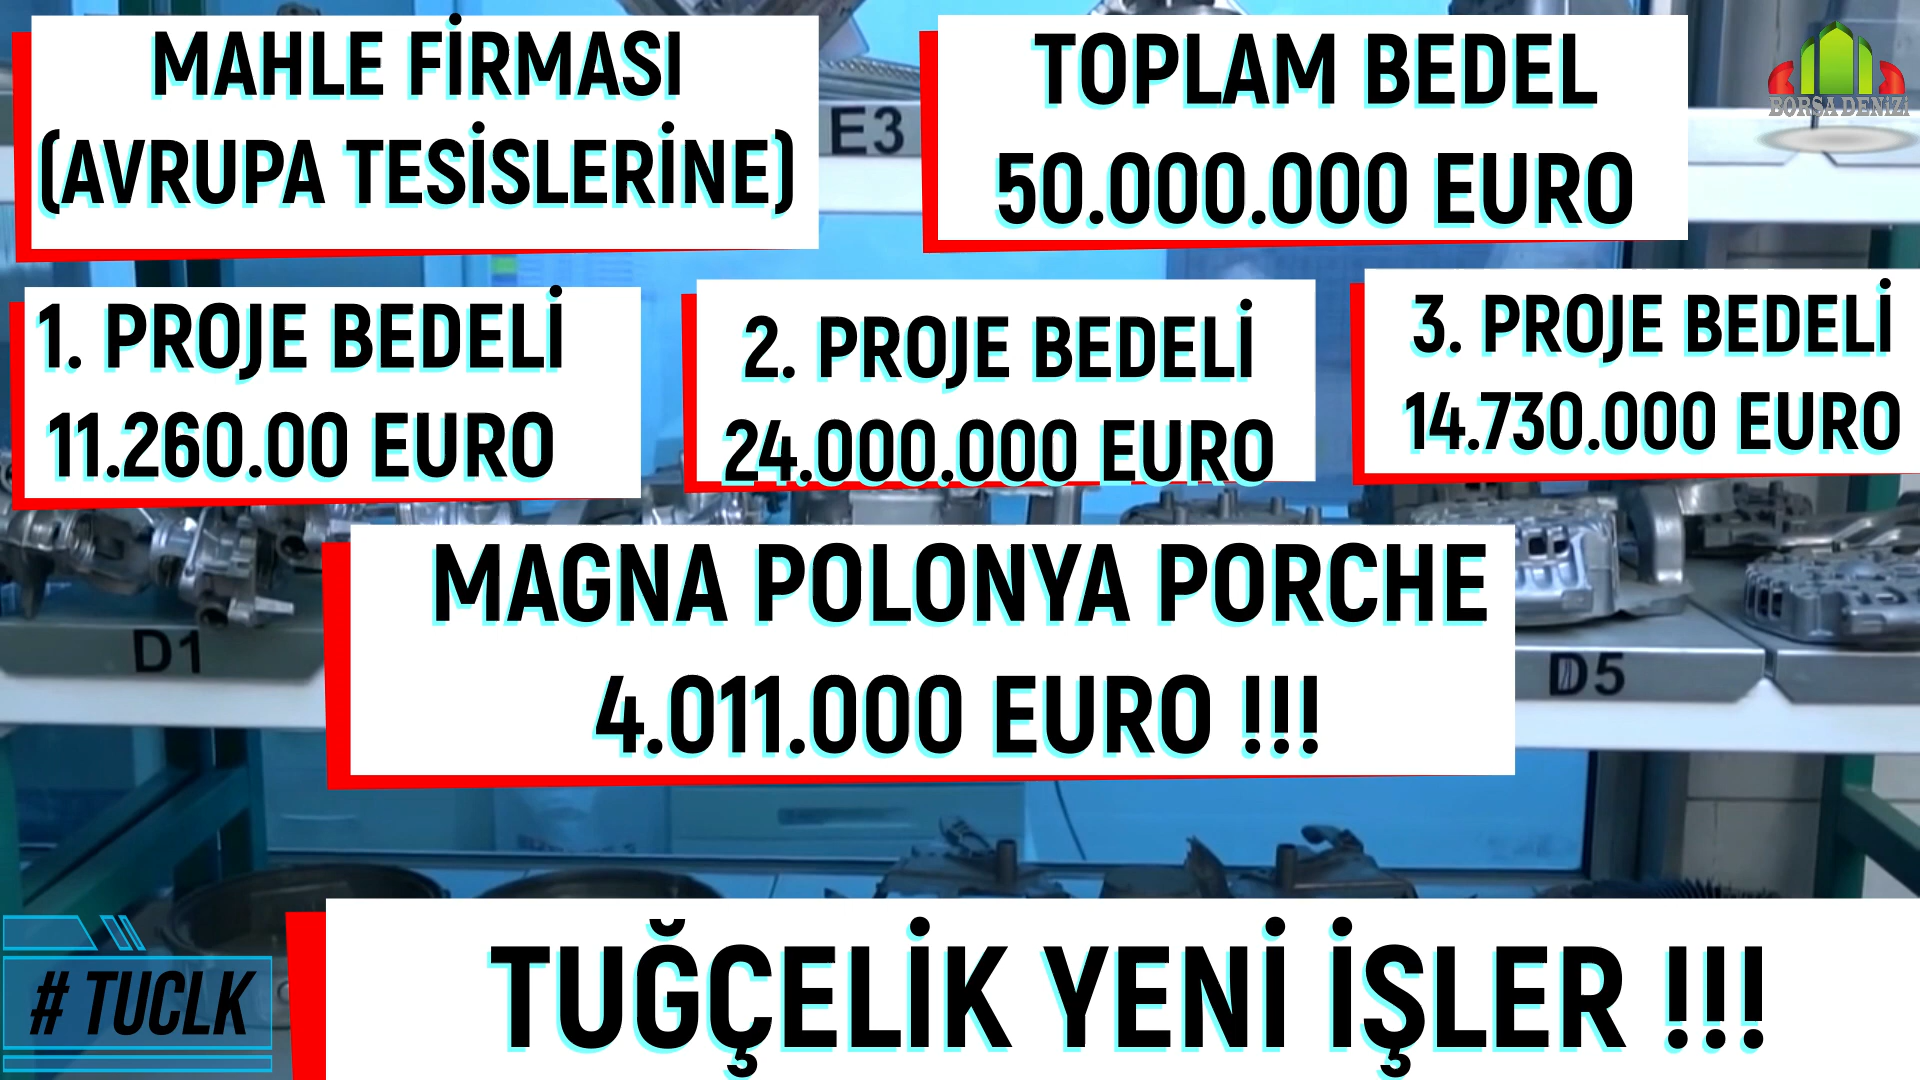 MAHLE FİRMASI
(AVRUPA TESİSLERİNE)
TOPLAM BEDEL
50.000.000 EURO
BORSA DENİZİ
E3
1. PROJE BEDELİ
11.260.00 EURO
2. PROJE BEDELİ
24.000.000 EURO
3. PROJE BEDELİ
14.730.000 EURO
MAGNA POLONYA PORCHE
4.011.000 EURO !!!
D1
D5
TUĞÇELİK YENİ İŞLER !!!
# TUCLK